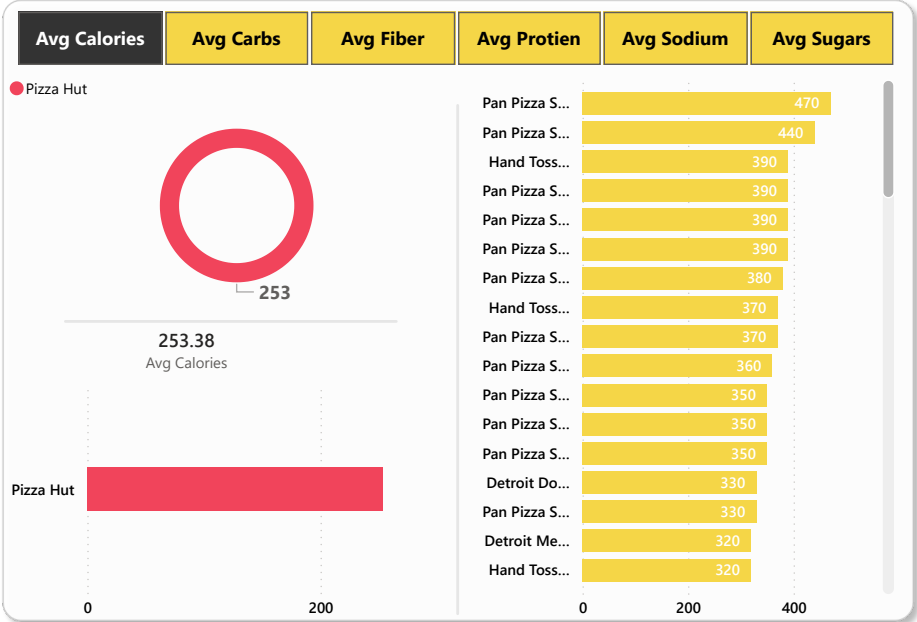 Avg Calories
Avg Carbs
Avg Fiber
Avg Protien
Avg Sodium
Avg Sugars
Pizza Hut
253
253.38
Avg Calories
Pizza Hut
0 200
Pan Pizza S... 470
Pan Pizza S... 440
Hand Toss... 390
Pan Pizza S... 390
Pan Pizza S... 390
Pan Pizza S... 390
Pan Pizza S... 380
Hand Toss... 370
Pan Pizza S... 370
Pan Pizza S... 360
Pan Pizza S... 350
Pan Pizza S... 350
Pan Pizza S... 350
Detroit Do... 330
Pan Pizza S... 330
Detroit Me... 320
Hand Toss... 320
0 200 400